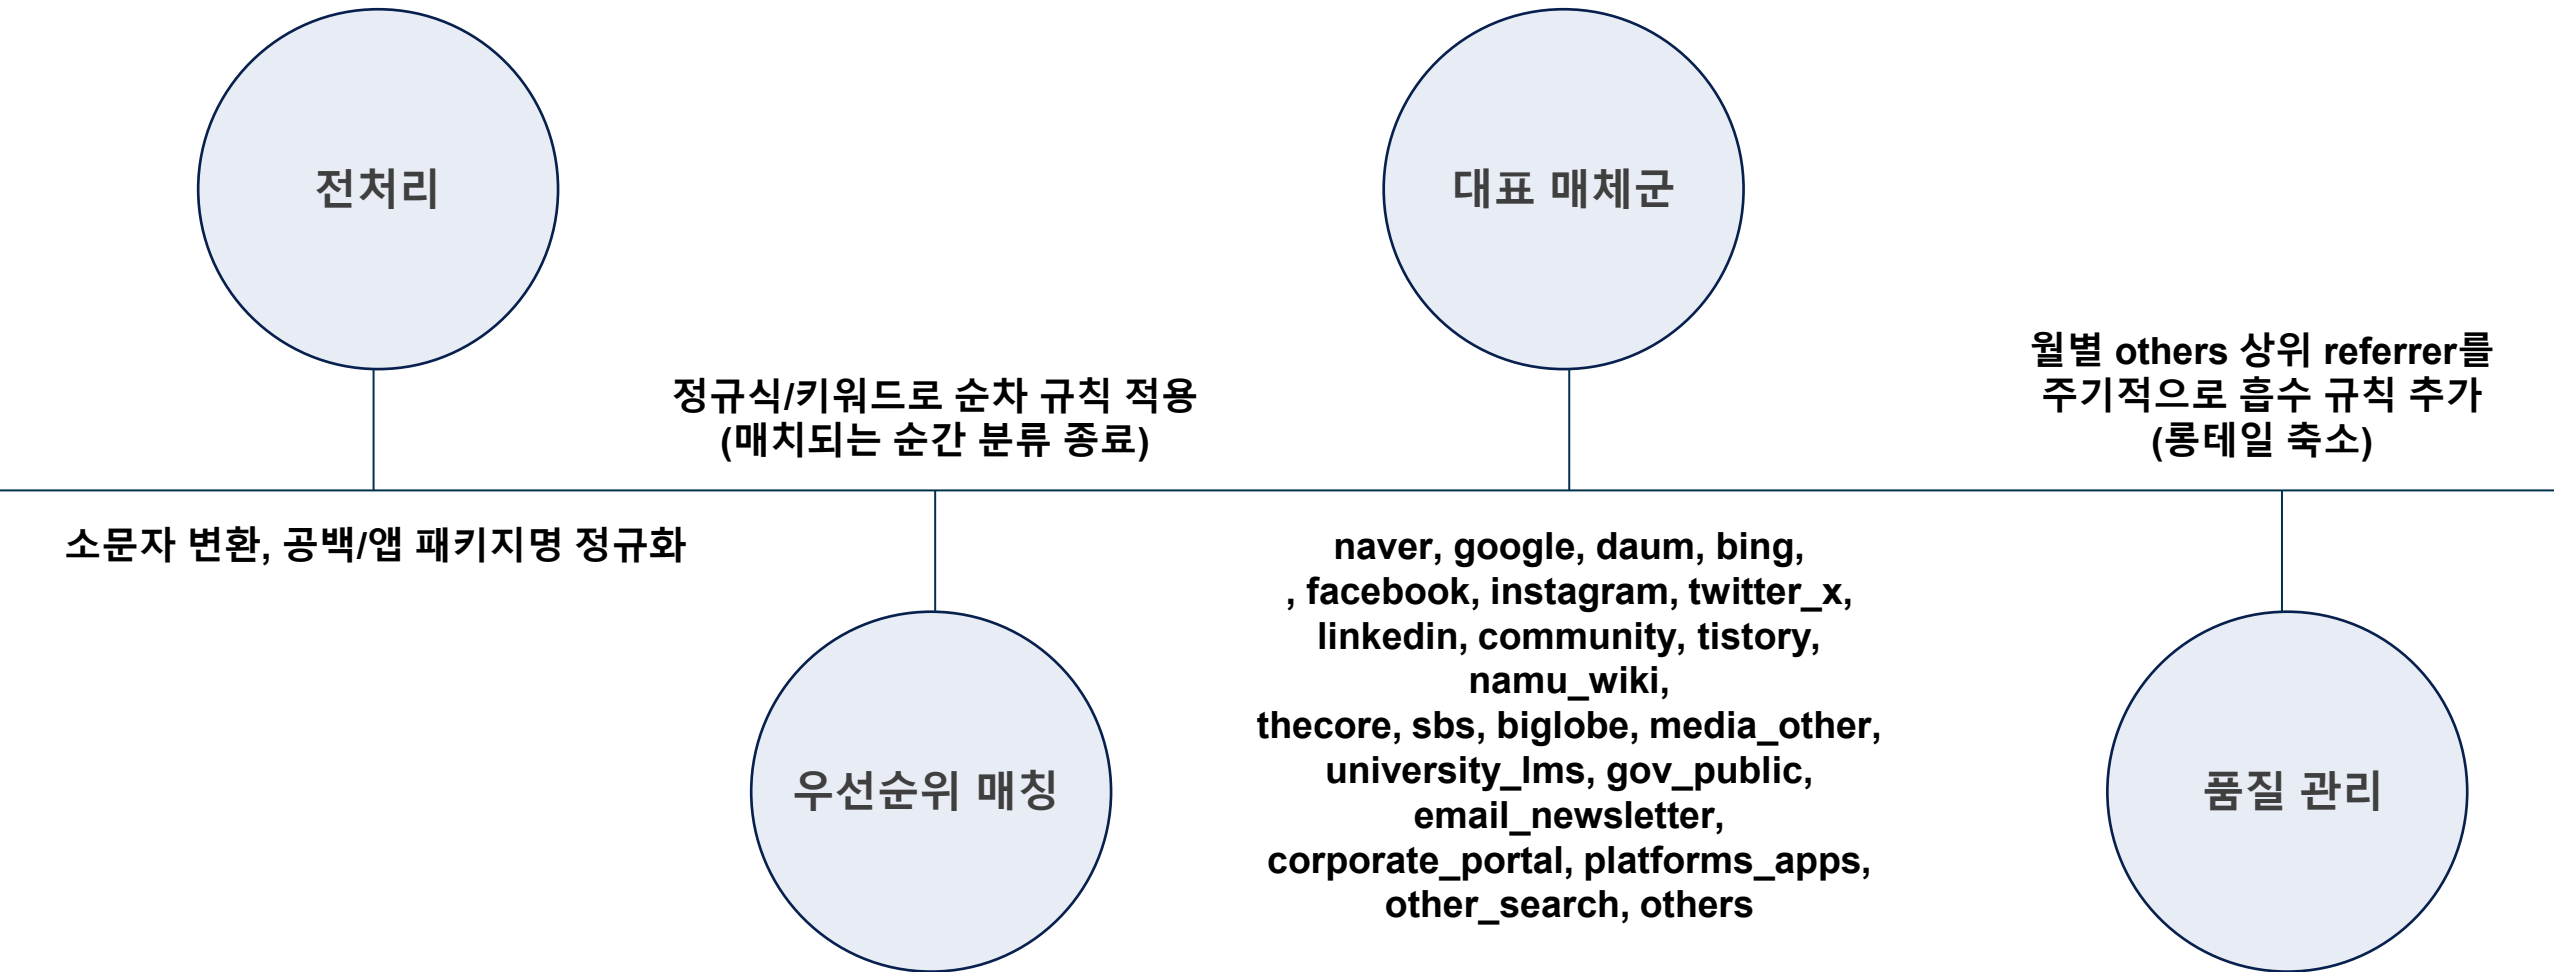 전처리
소문자 변환, 공백/앱 패키지명 정규화
정규식/키워드로 순차 규칙 적용
(매치되는 순간 분류 종료)
우선순위 매칭
대표 매체군
naver, google, daum, bing,
, facebook, instagram, twitter_x,
linkedin, community, tistory,
namu_wiki,
thecore, sbs, biglobe, media_other,
university_lms, gov_public,
email_newsletter,
corporate_portal, platforms_apps,
other_search, others
월별 others 상위 referrer를
주기적으로 흡수 규칙 추가
(롱테일 축소)
품질 관리